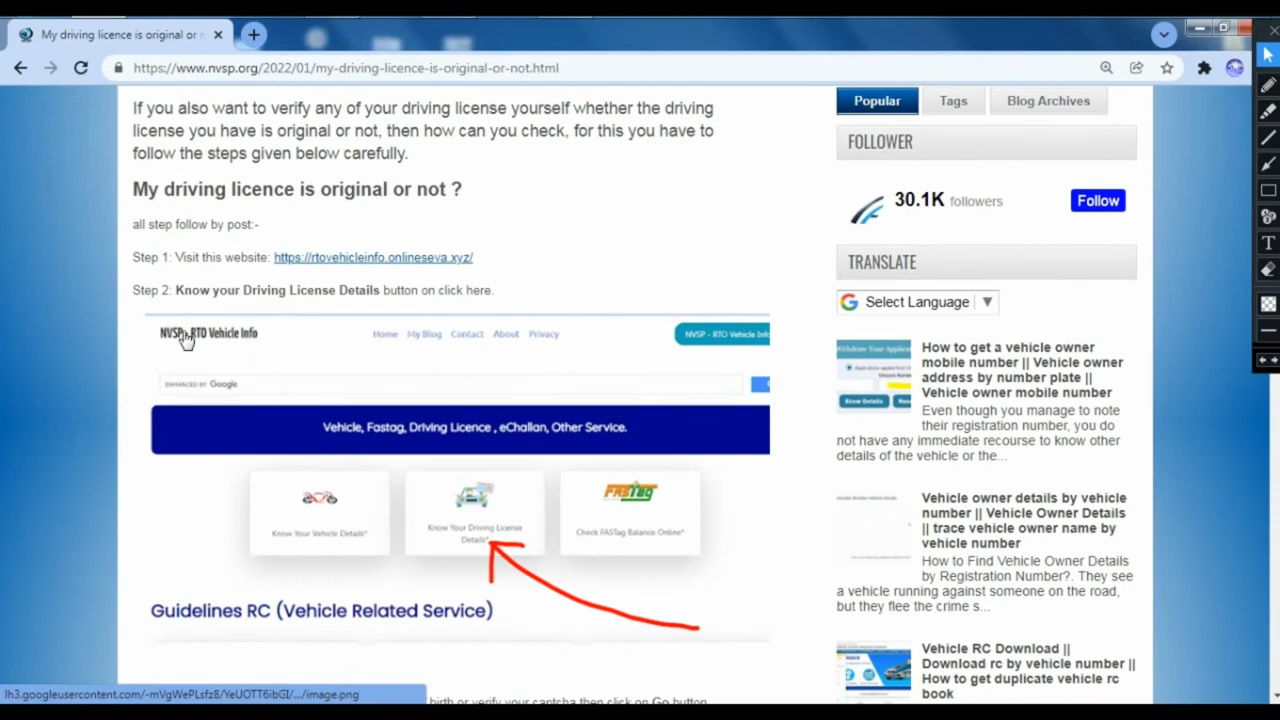 My driving licence is original or n
https://www.nvsp.org/2022/01/my-driving-licence-is-original-or-not.html
If you also want to verify any of your driving license yourself whether the driving
license you have is original or not, then how can you check, for this you have to
follow the steps given below carefully.
My driving licence is original or not ?
all step follow by post:-
Step 1: Visit this website: https://rtovehicleinfo.onlineseva.xyz/
Step 2: Know your Driving License Details button on click here.
NVSP - RTO Vehicle Info
Home My Blog Contact About Privacy
NVSP - RTO Vehicle Info
ENHANCED BY Google
Vehicle, Fastag, Driving Licence , eChallan, Other Service.
Know Your Vehicle Details*
Know Your Driving License
Details*
FASTag
Check FASTag Balance Online*
Guidelines RC (Vehicle Related Service)
birth or verify your captcha then click on Go button
lh3.googleusercontent.com/-mVgWePLsfz8/YeUOTT6ibGI/.../image.png
Popular Tags Blog Archives
FOLLOWER
30.1K followers
Follow
TRANSLATE
G Select Language ▼
How to get a vehicle owner
mobile number || Vehicle owner
address by number plate ||
Vehicle owner mobile number
Even though you manage to note
their registration number, you do
not have any immediate recourse to know other
details of the vehicle or the...
Show Details
Vehicle owner details by vehicle
number || Vehicle Owner Details
|| trace vehicle owner name by
vehicle number
How to Find Vehicle Owner Details
by Registration Number?. They see
a vehicle running against someone on the road,
but they flee the crime s...
Vehicle RC Download ||
Download rc by vehicle number ||
How to get duplicate vehicle rc
book
T